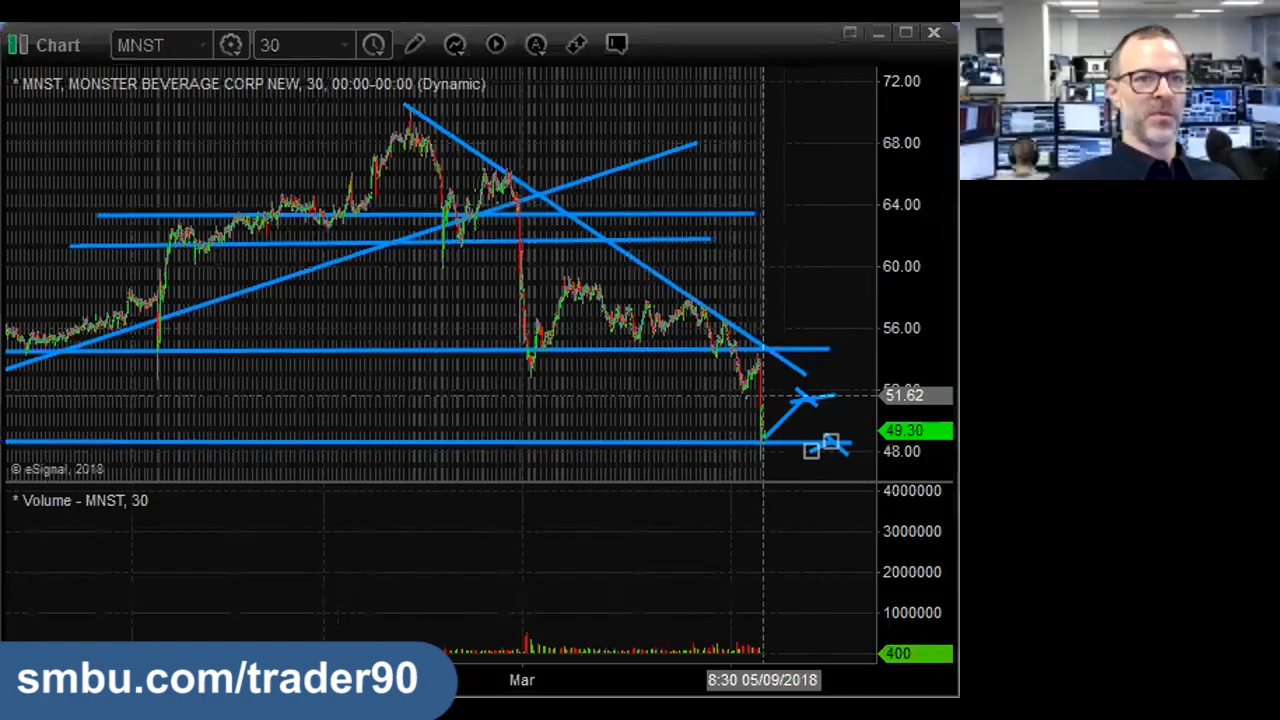 Chart
MNST
30
* MNST, MONSTER BEVERAGE CORP NEW, 30, 00:00-00:00 (Dynamic)
72.00
68.00
64.00
60.00
56.00
51.62
49.30
48.00
© eSignal, 2018
* Volume - MNST, 30
4000000
3000000
2000000
1000000
400
Mar
8:30 05/09/2018
smbu.com/trader90